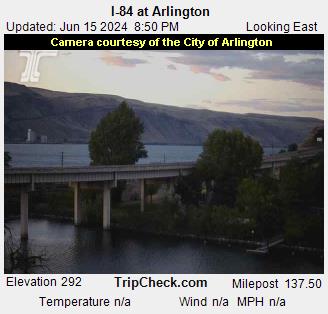 I-84 at Arlington
Updated: Jun 15 2024 8:50 PM Looking East
Camera courtesy of the City of Arlington
Elevation 292 TripCheck.com Milepost 137.50
Temperature n/a Wind n/a MPH n/a